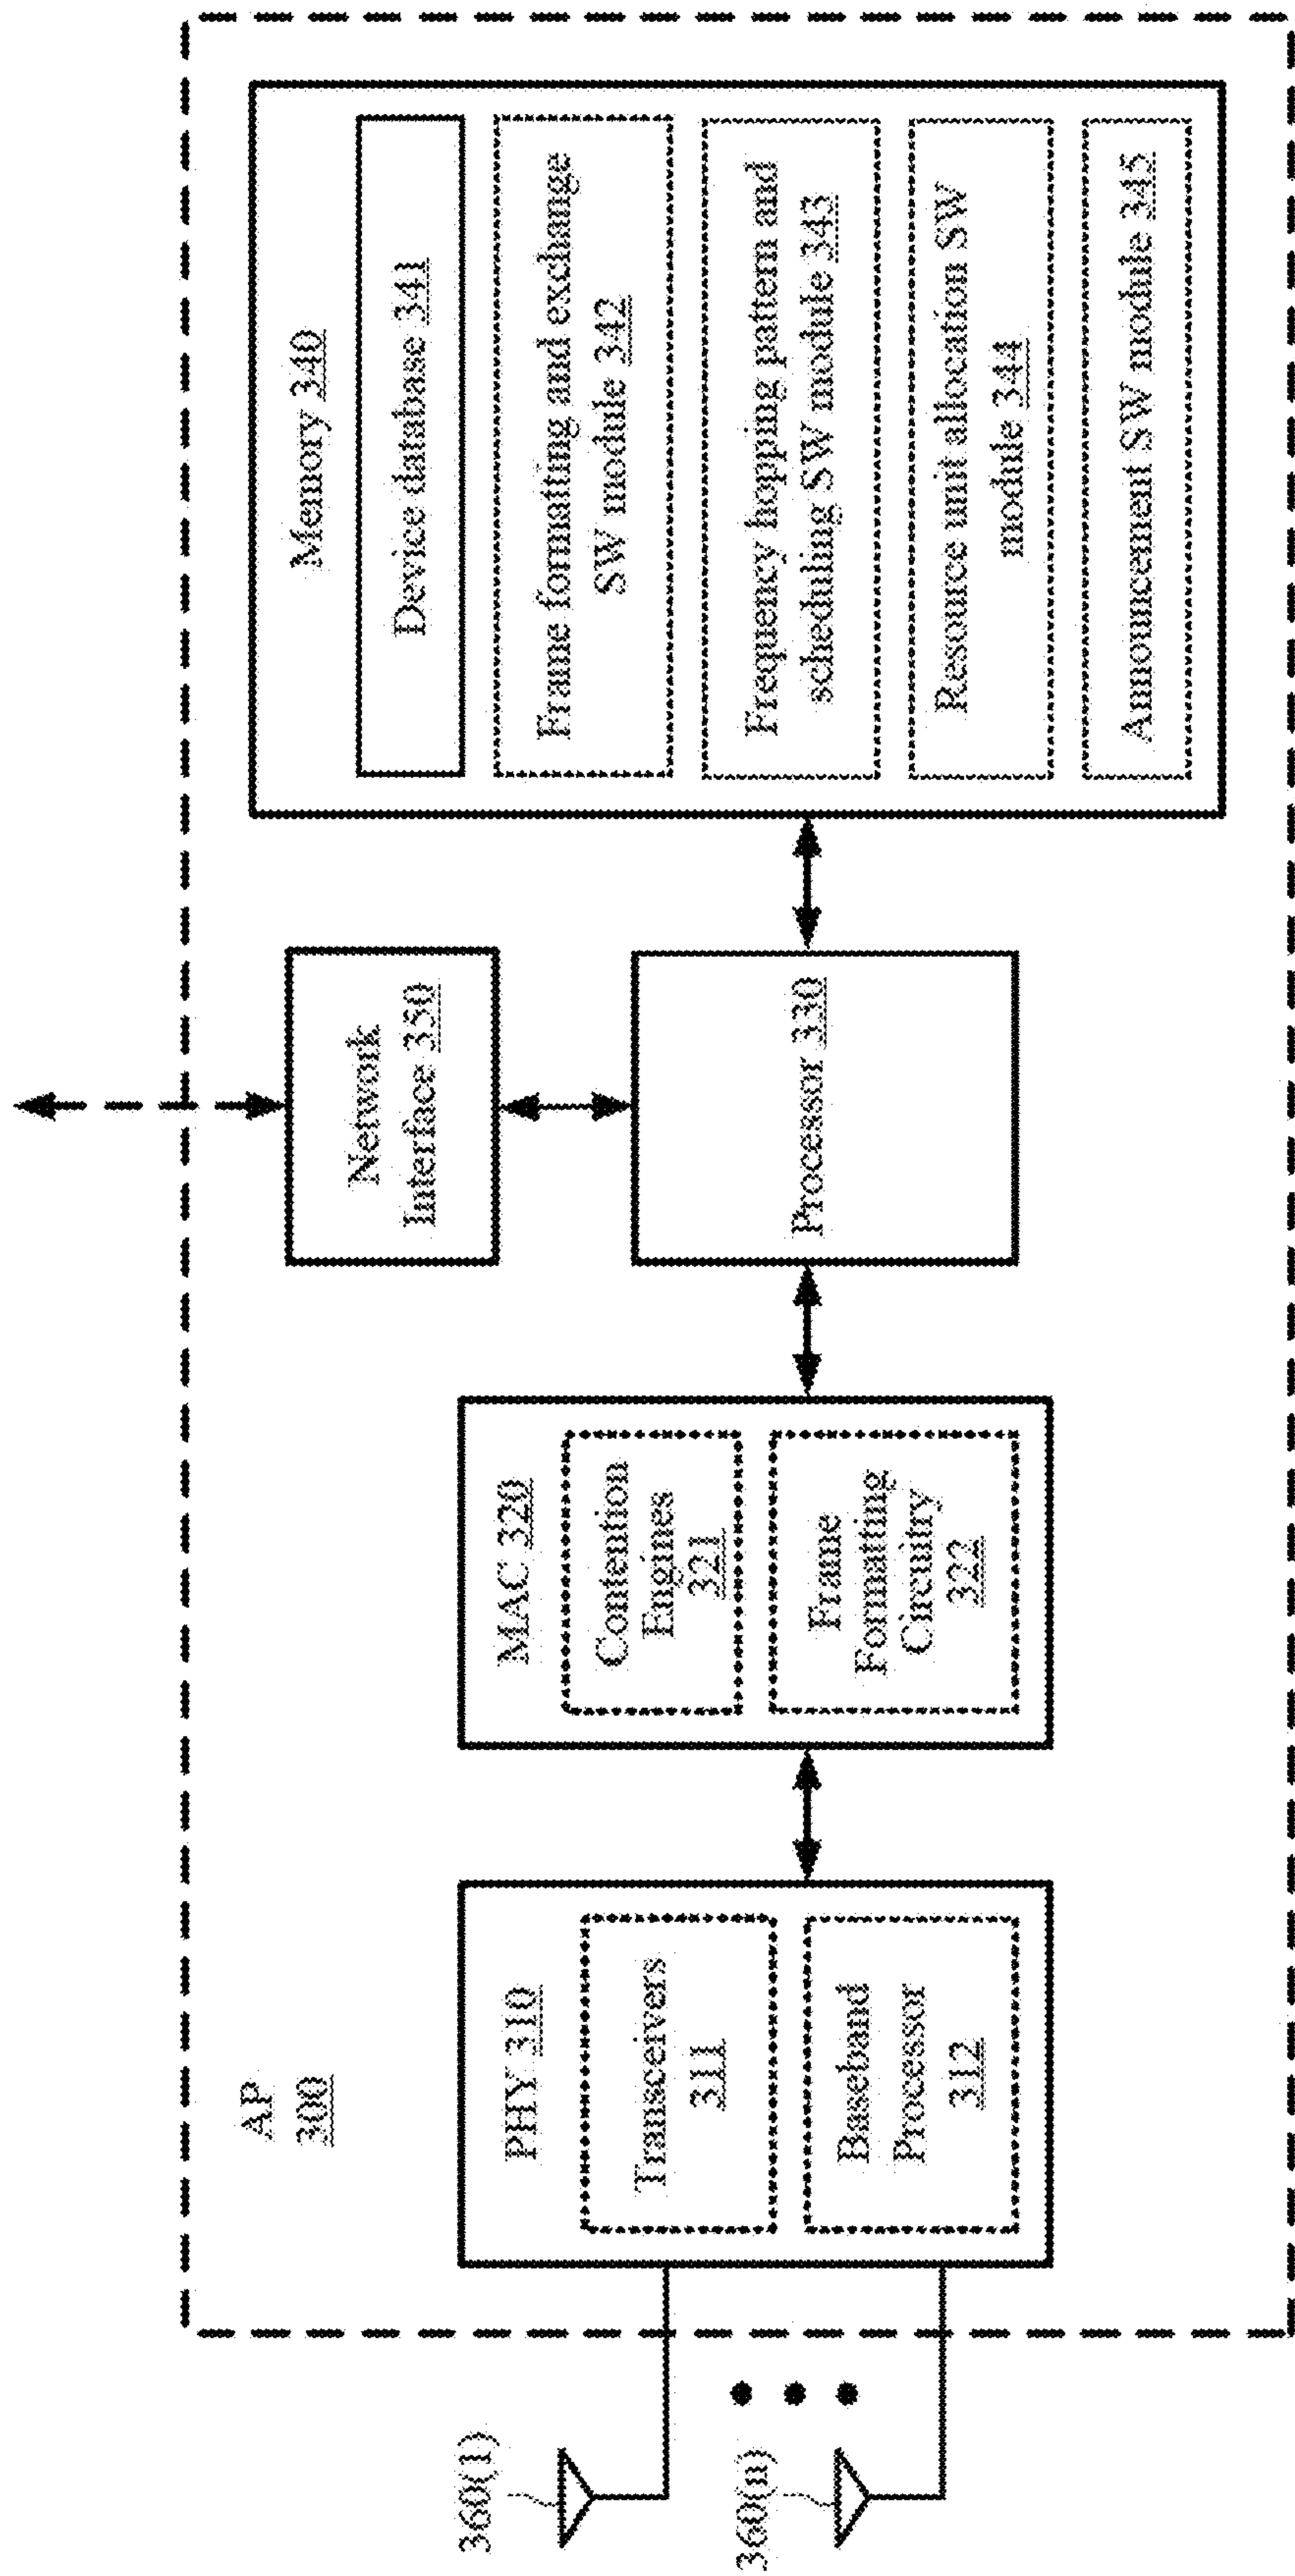 AP
300
360(1)
360(n)
PHY 310
Transceivers
311
Baseband
Processor
312
MAC 320
Contention
Engines
321
Frame
Formatting
Circuitry
322
Network
Interface 350
Processor 330
Memory 340
Device database 341
Frame formatting and exchange
SW module 342
Frequency hopping pattern and
scheduling SW module 343
Resource unit allocation SW
module 344
Announcement SW module 345